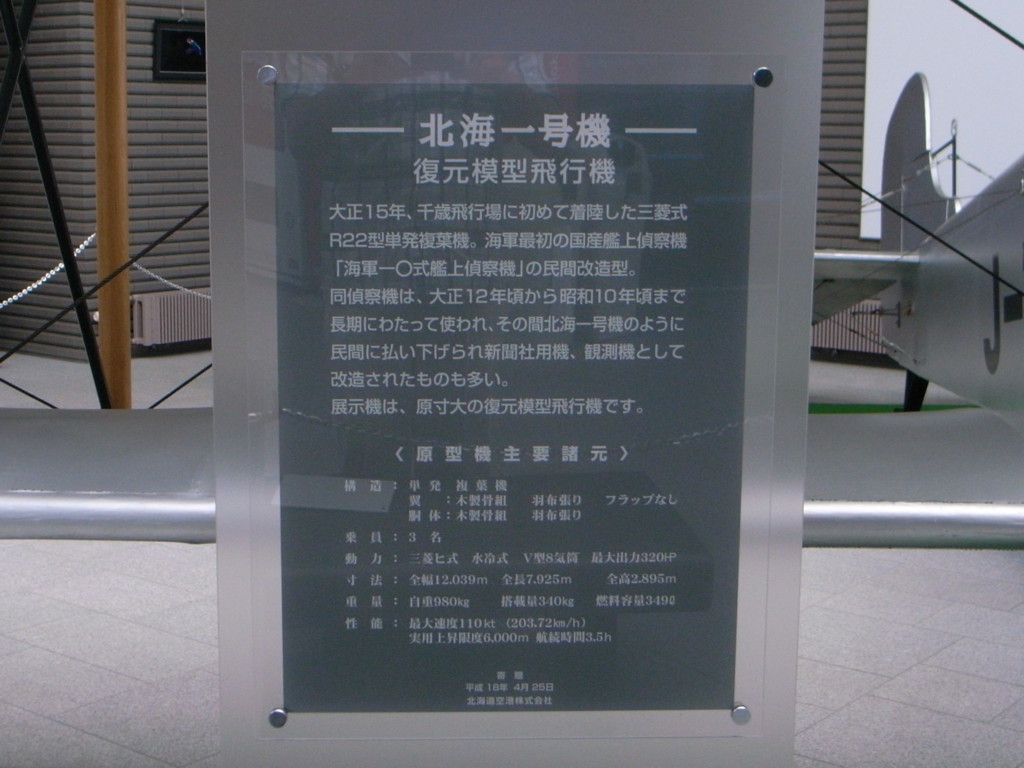 北海一号機
復元模型飛行機
大正15年、千歳飛行場に初めて着陸した三菱式
R22型単発複葉機。海軍最初の国産艦上偵察機
「海軍一〇式艦上偵察機」の民間改造型。
同偵察機は、大正12年頃から昭和10年頃まで
長期にわたって使われ、その間北海一号機のように
民間に払い下げられ新聞社用機、観測機として
改造されたものも多い。
展示機は、原寸大の復元模型飛行機です。
〈原型機主要諸元〉
構造：単発 複葉機
翼：木製骨組 羽布張り フラップなし
胴体：木製骨組 羽布張り
乗員：3名
動力：三菱ヒ式 水冷式 V型8気筒 最大出力320HP
寸法：全幅12.039m 全長7.925m 全高2.895m
重量：自重980kg 搭載量340kg 燃料容量349ℓ
性能：最大速度110kt (203.72km/h)
実用上昇限度6,000m 航続時間3.5h
寄贈
平成18年 4月25日
北海道空港株式会社
J